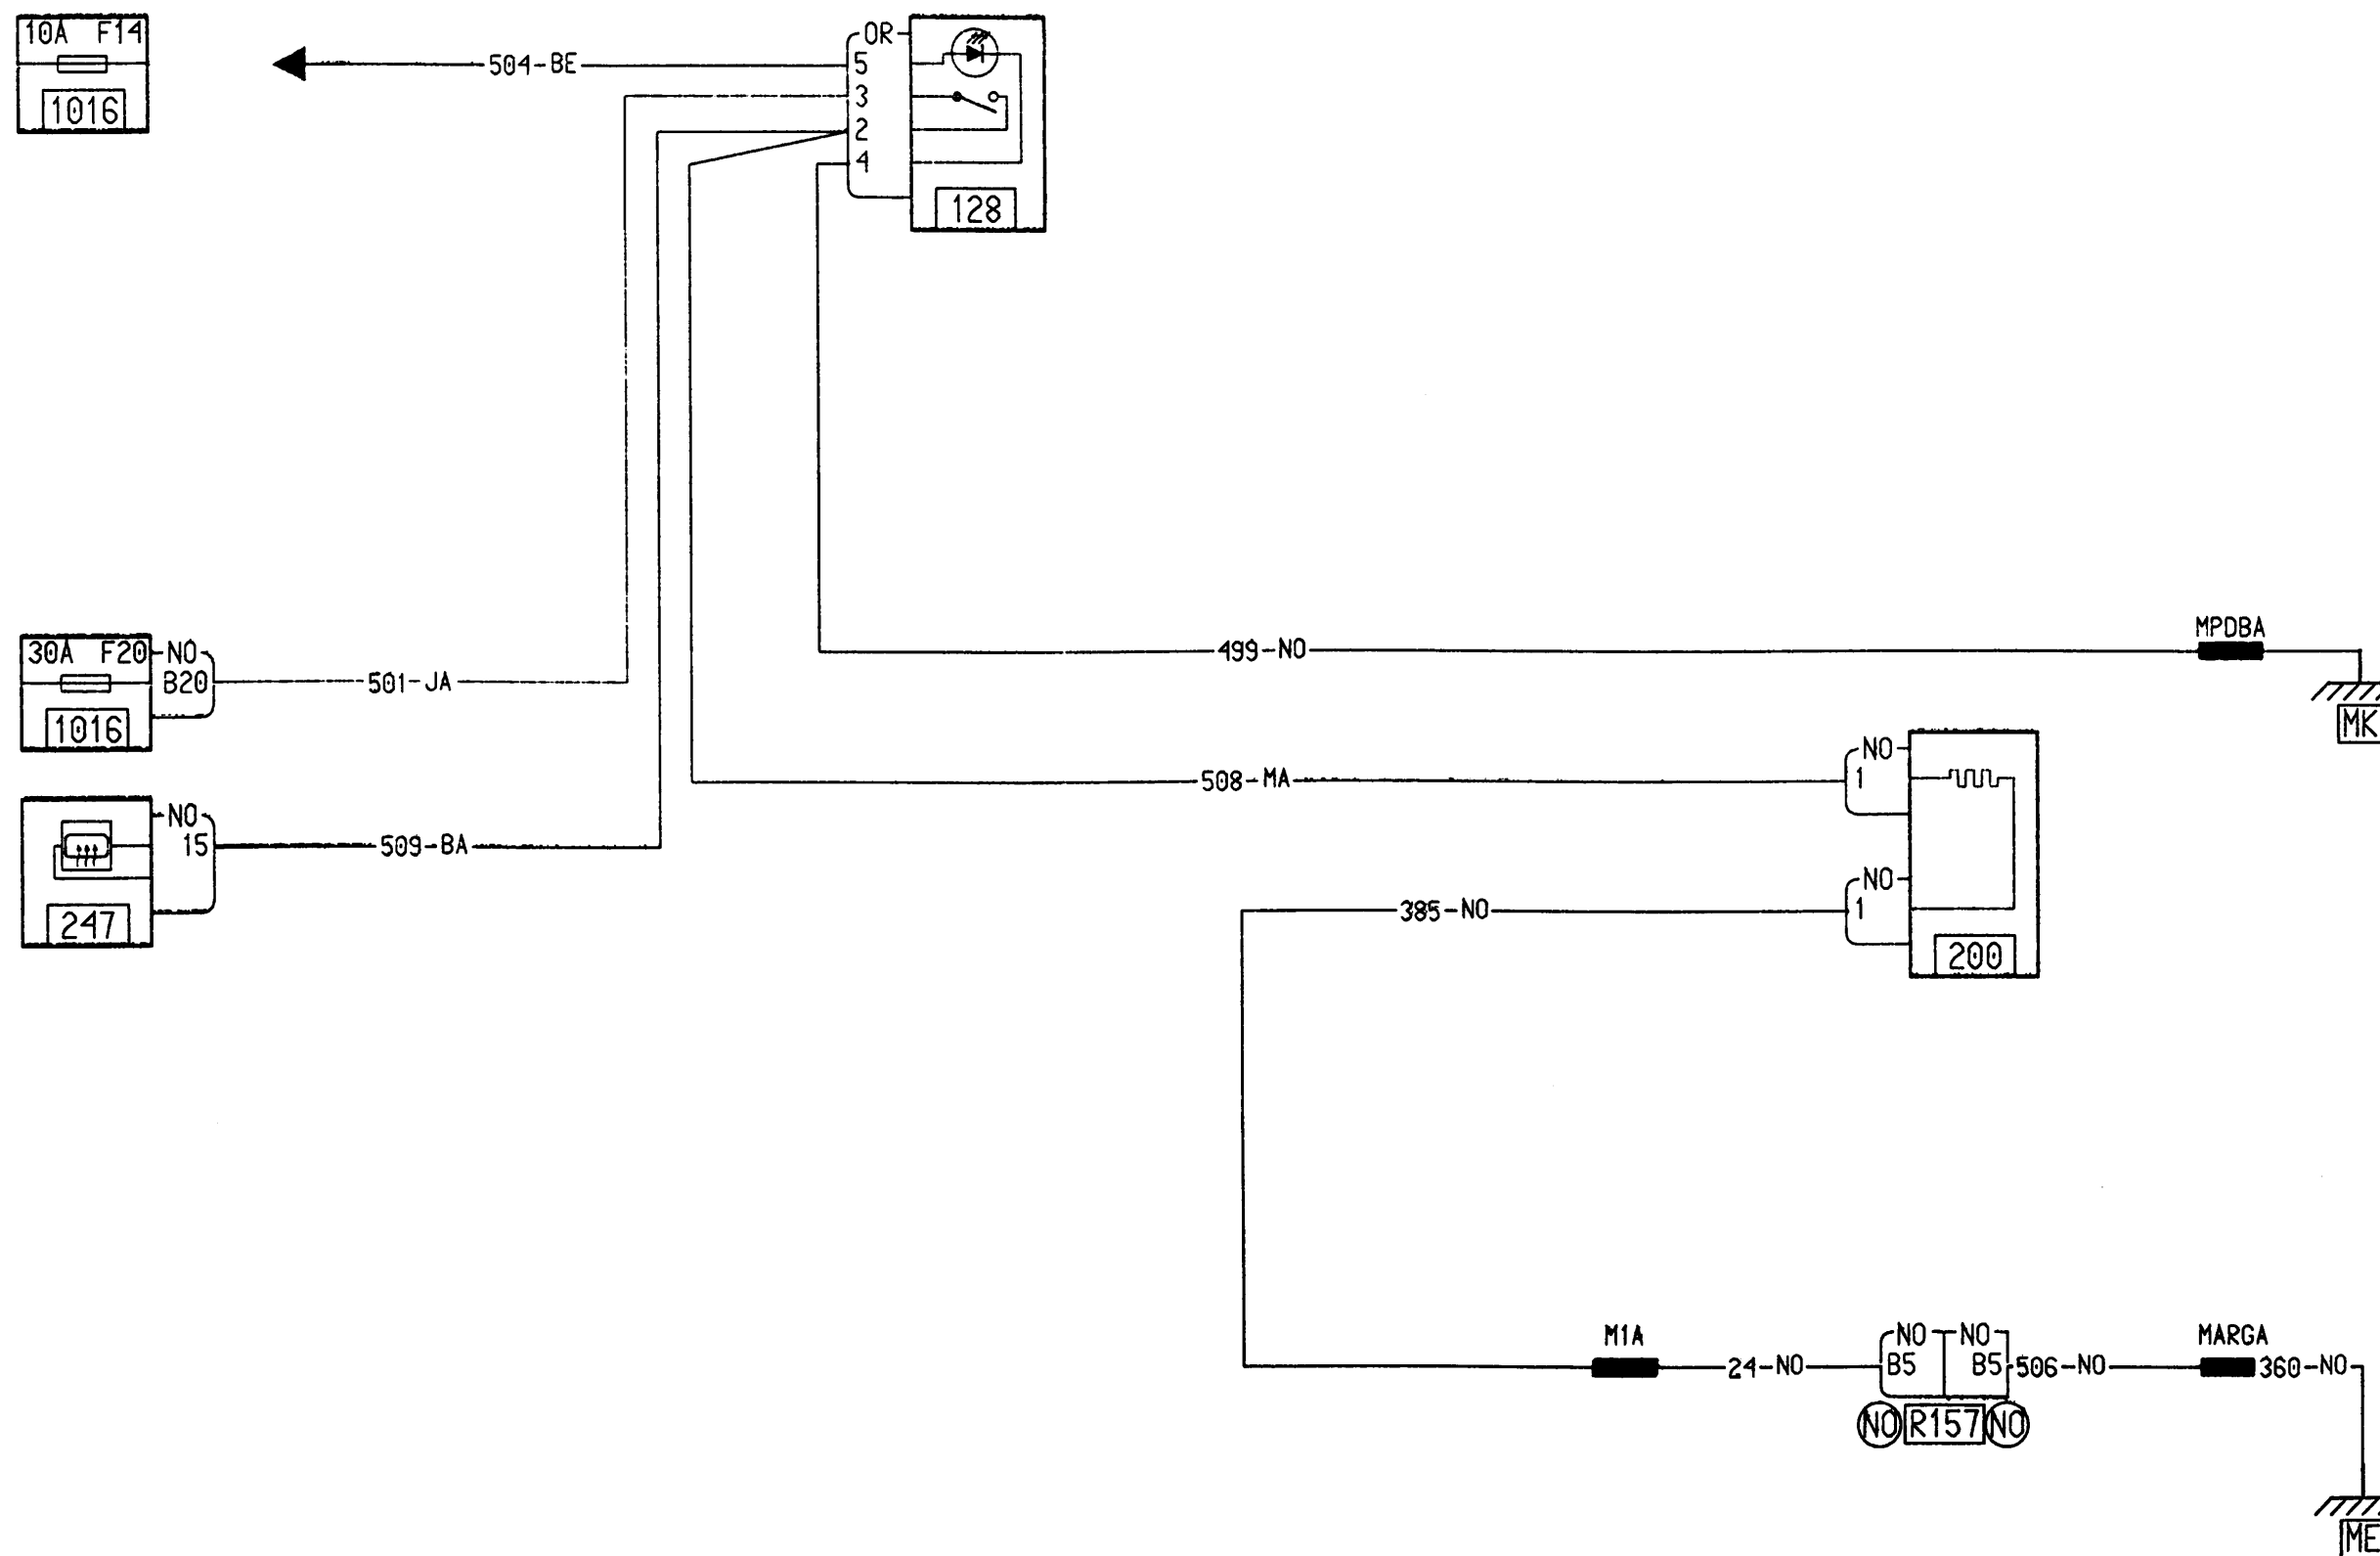 10A F14
1016
504-BE
OR
5
3
2
4
128
30A F20
NO
B20
1016
501-JA
499-NO
MPDBA
MK
NO
15
247
509-BA
508-MA
NO
1
385-NO
NO
1
200
M1A
24-NO
NO
B5
NO
B5
506-NO
MARGA
360-NO
NO
R157
NO
ME